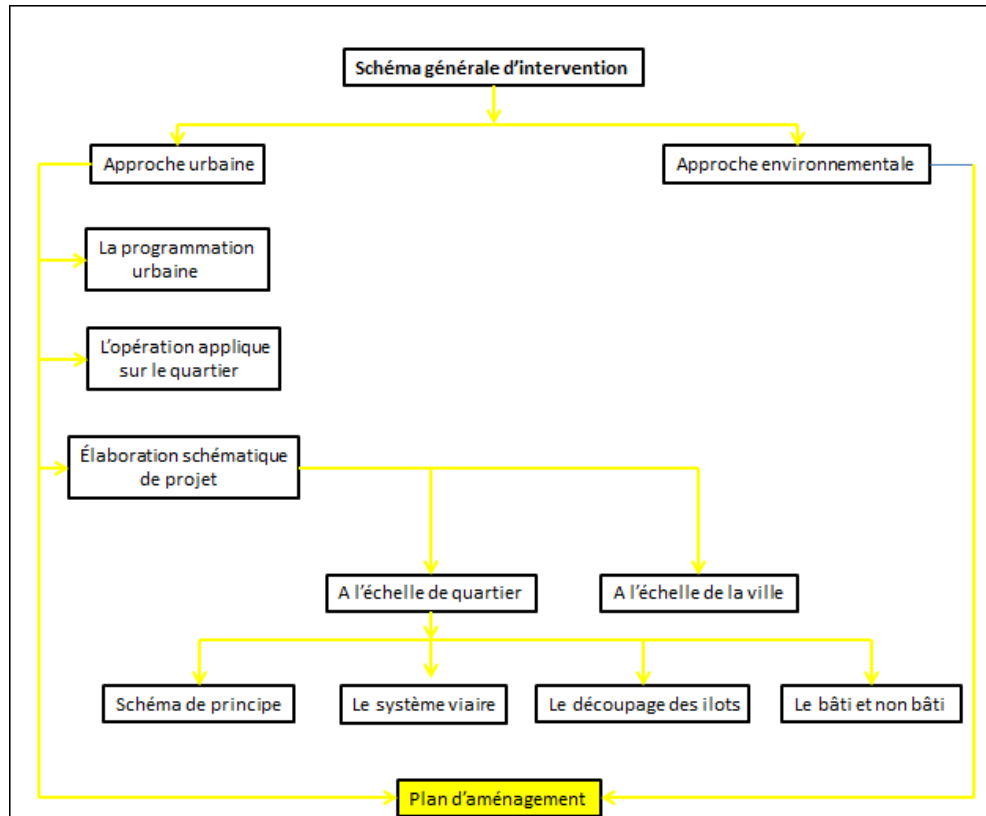 Schéma générale d'intervention
Approche urbaine
Approche environnementale
La programmation
urbaine
L'opération applique
sur le quartier
Élaboration schématique
de projet
A l'échelle de quartier
A l'échelle de la ville
Schéma de principe
Le système viaire
Le découpage des ilots
Le bâti et non bâti
Plan d'aménagement